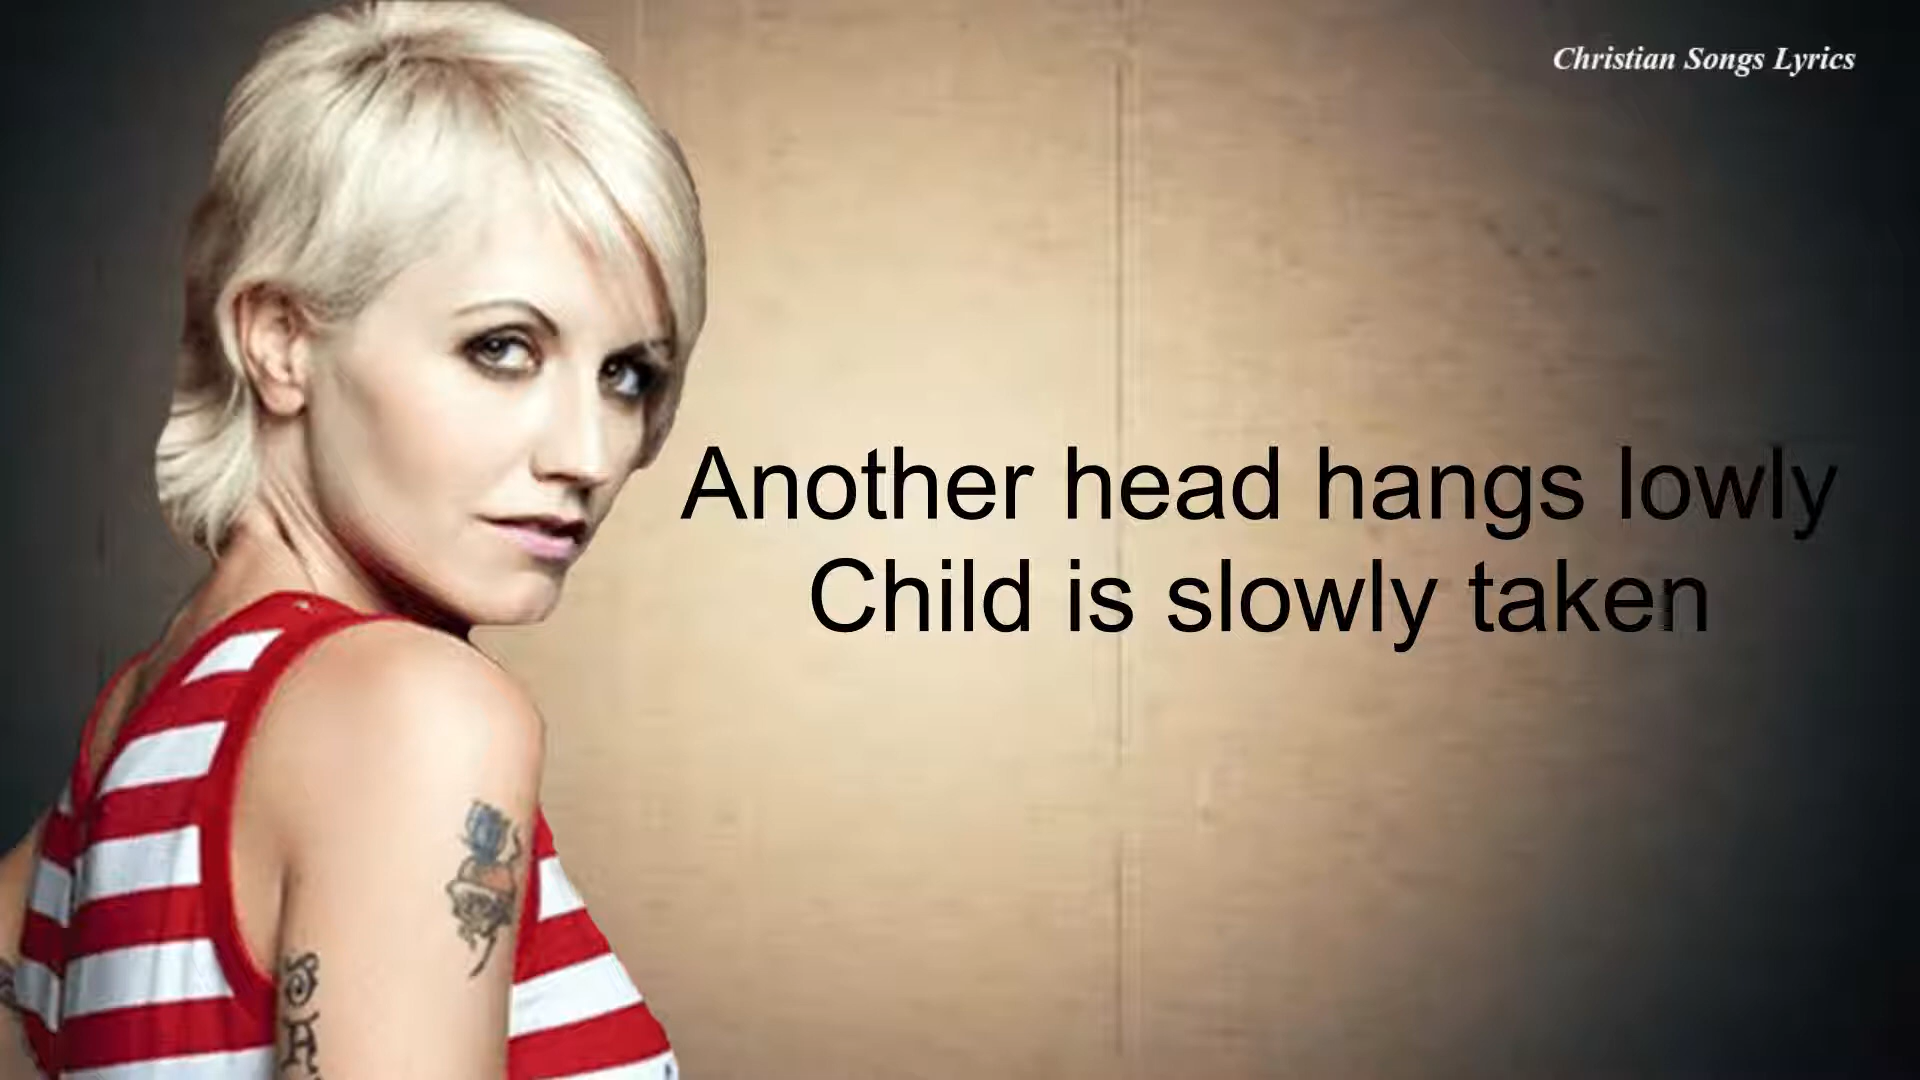 Christian Songs Lyrics
Another head hangs lowly
Child is slowly taken